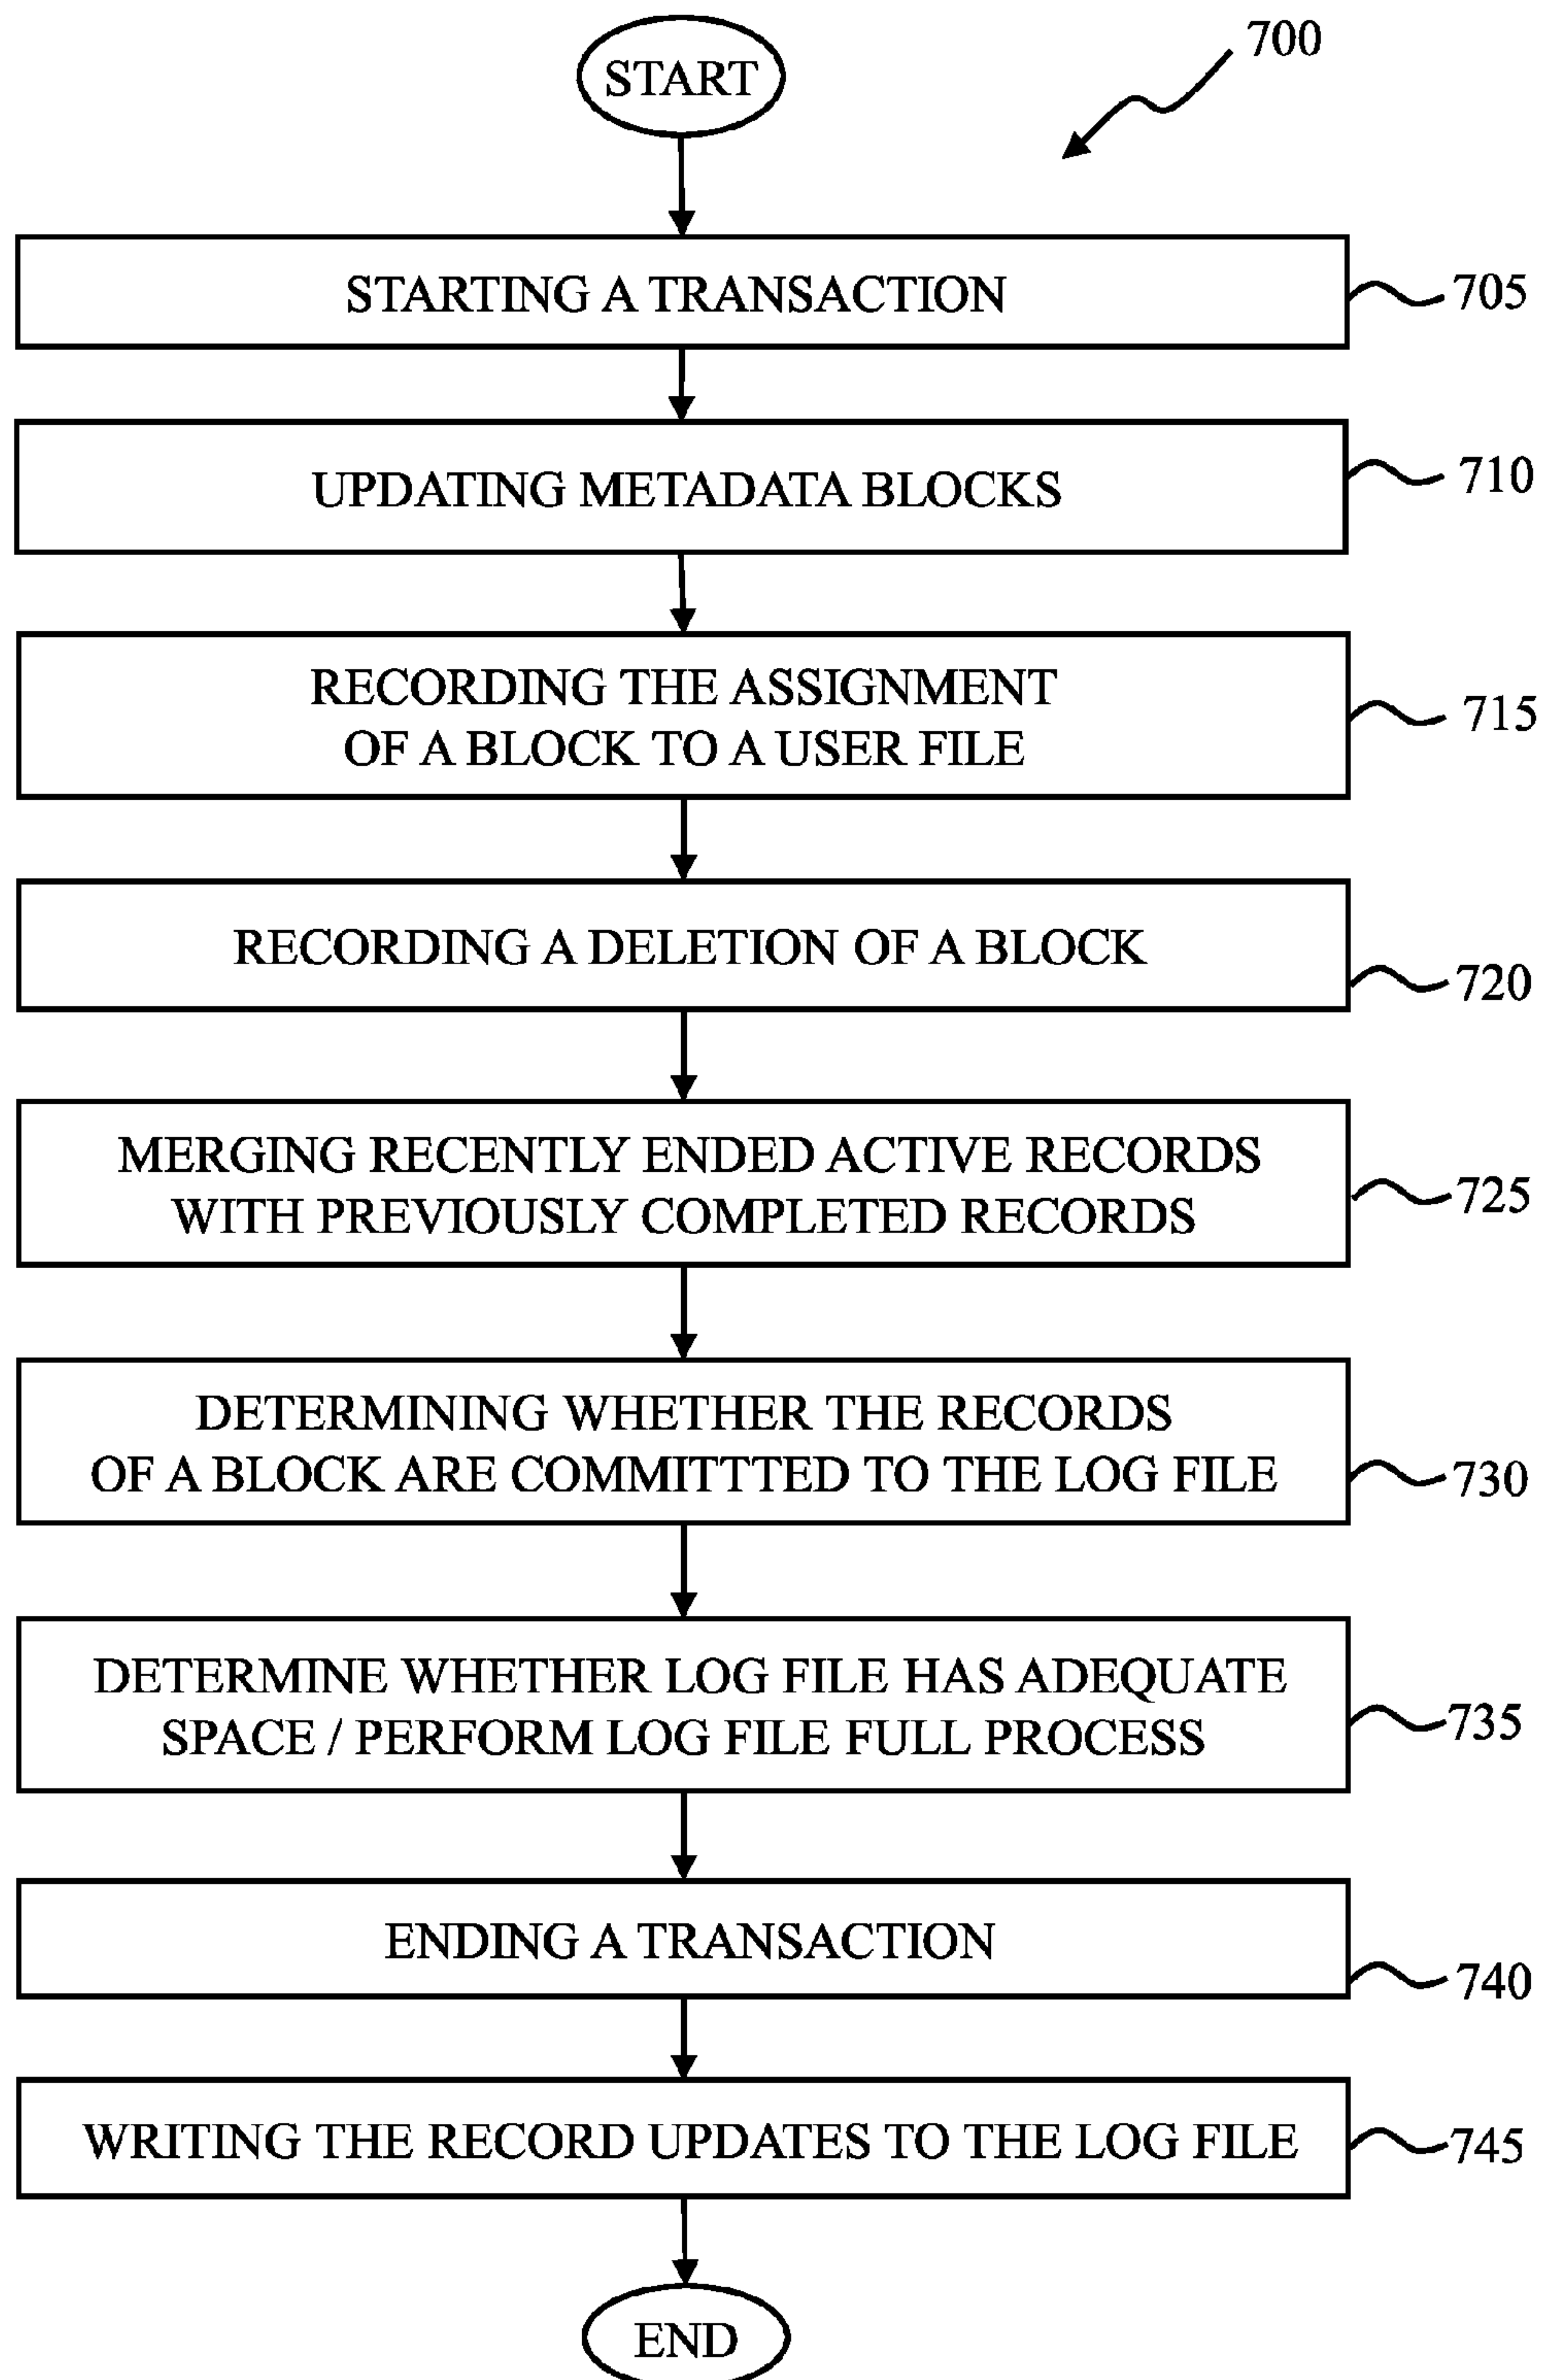 START
700
STARTING A TRANSACTION
705
UPDATING METADATA BLOCKS
710
RECORDING THE ASSIGNMENT
OF A BLOCK TO A USER FILE
715
RECORDING A DELETION OF A BLOCK
720
MERGING RECENTLY ENDED ACTIVE RECORDS
WITH PREVIOUSLY COMPLETED RECORDS
725
DETERMINING WHETHER THE RECORDS
OF A BLOCK ARE COMMITTTED TO THE LOG FILE
730
DETERMINE WHETHER LOG FILE HAS ADEQUATE
SPACE / PERFORM LOG FILE FULL PROCESS
735
ENDING A TRANSACTION
740
WRITING THE RECORD UPDATES TO THE LOG FILE
745
END